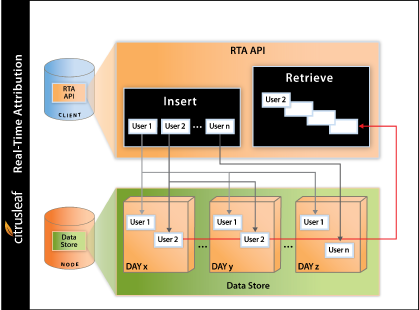 citrusleaf Real-Time Attribution
RTA API
RTA
API
CLIENT
Insert
User 1 User 2 ... User n
Retrieve
User 2
Data
Store
NODE
User 1 User 1 User 1
User 2 ... User 2 ... User n
DAY x DAY y DAY z
Data Store